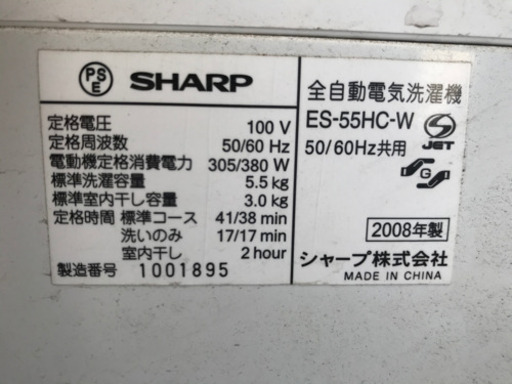 PSE SHARP
定格電圧 100 V
定格周波数 50/60 Hz
電動機定格消費電力 305/380 W
標準洗濯容量 5.5 kg
標準室内干し容量 3.0 kg
定格時間 標準コース 41/38 min
洗いのみ 17/17 min
室内干し 2 hour
製造番号 1001895
全自動電気洗濯機
ES-55HC-W
50/60Hz共用
JET
G
2008年製
シャープ株式会社
MADE IN CHINA